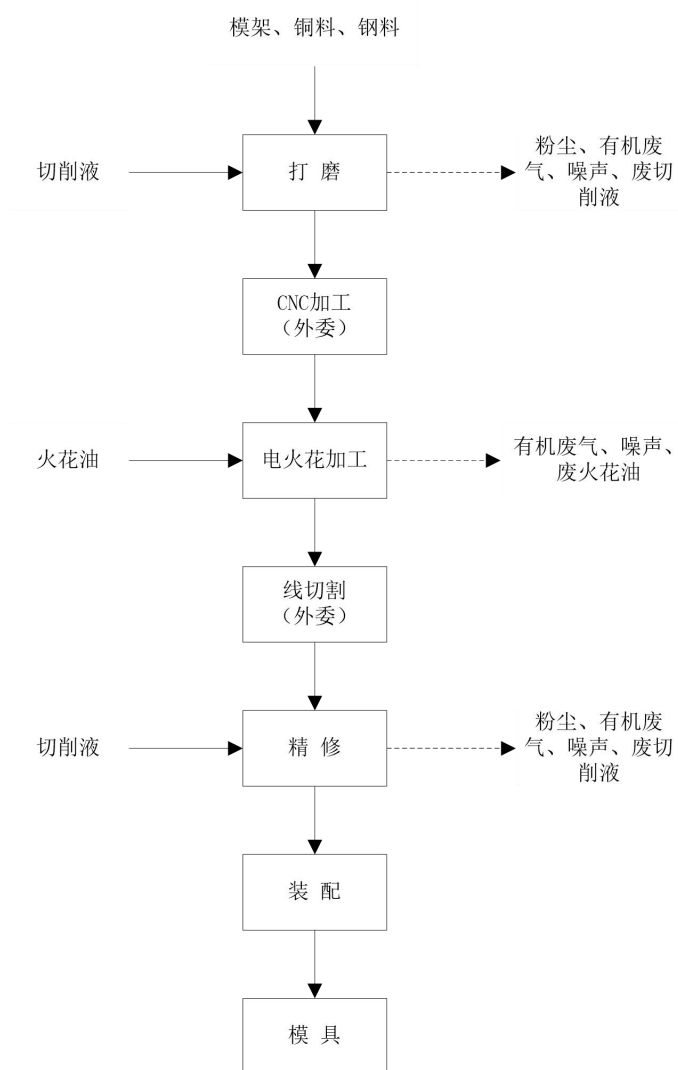 模架、铜料、钢料
切削液
打 磨
粉尘、有机废
气、噪声、废切
削液
CNC加工
（外委）
火花油
电火花加工
有机废气、噪声、
废火花油
线切割
（外委）
切削液
精 修
粉尘、有机废
气、噪声、废切
削液
装 配
模 具